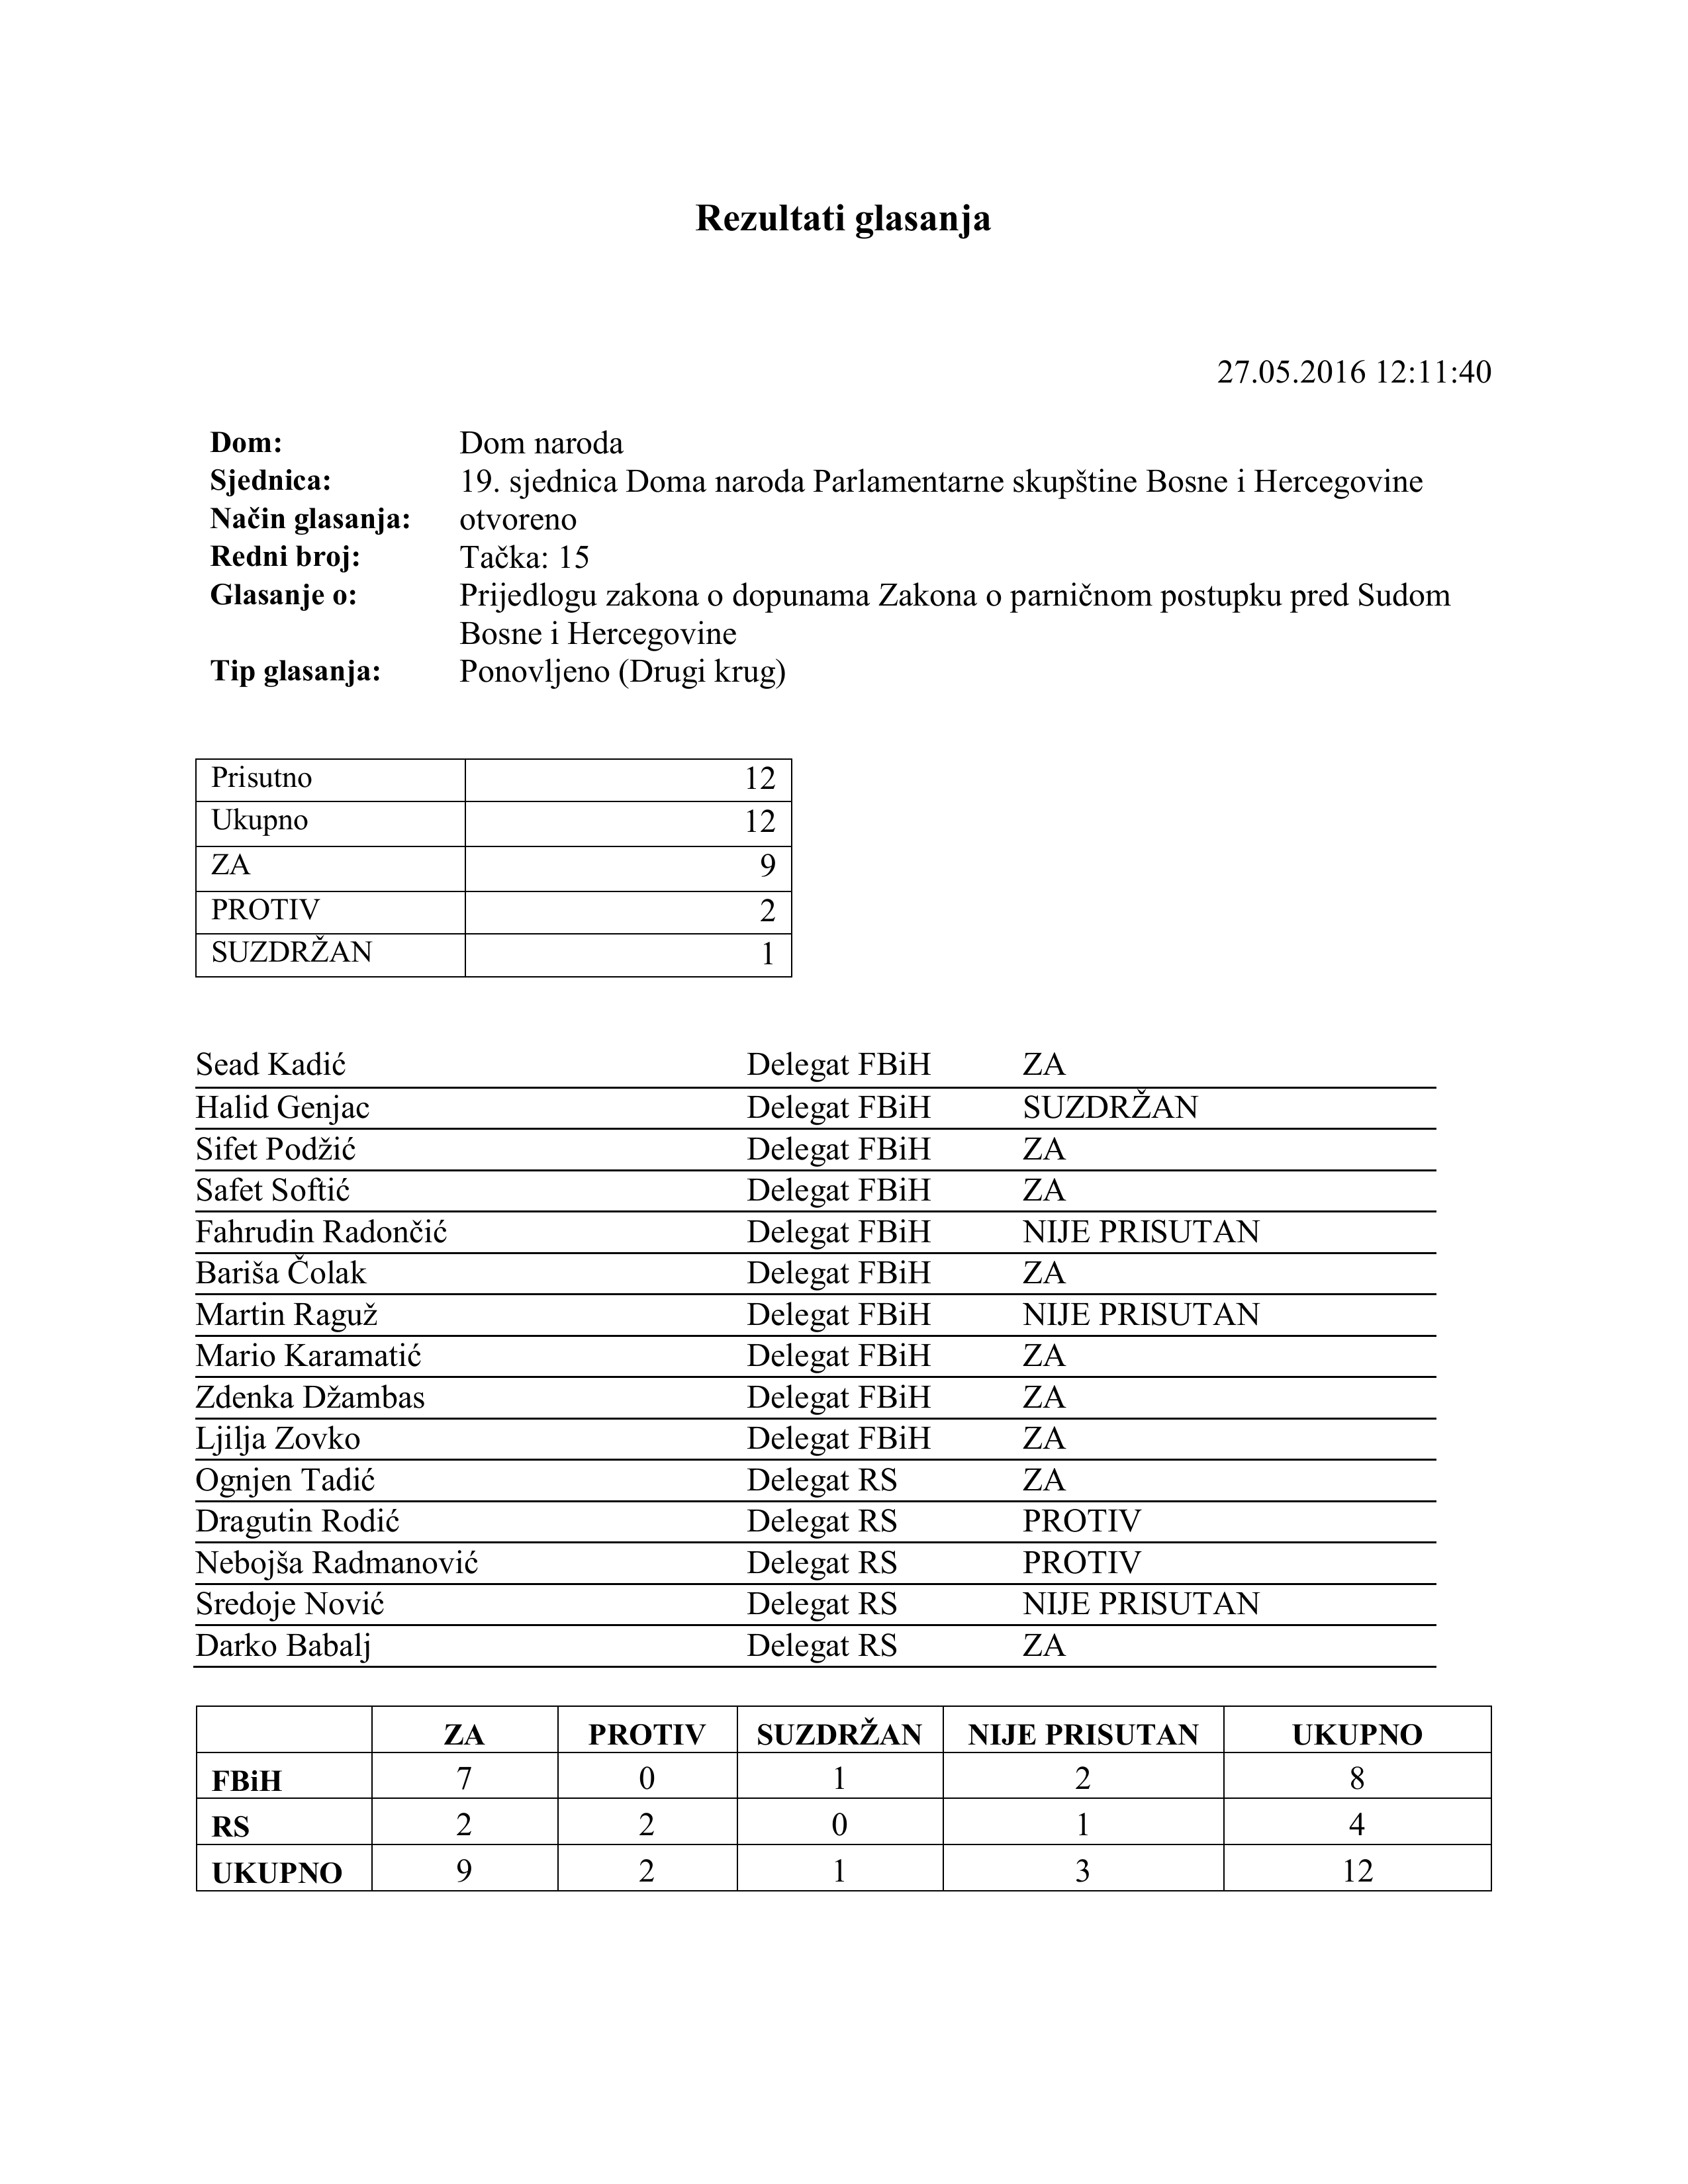 Rezultati glasanja
27.05.2016 12:11:40
Dom: Dom naroda
Sjednica: 19. sjednica Doma naroda Parlamentarne skupštine Bosne i Hercegovine
Način glasanja: otvoreno
Redni broj: Tačka: 15
Glasanje o: Prijedlogu zakona o dopunama Zakona o parničnom postupku pred Sudom
Bosne i Hercegovine
Tip glasanja: Ponovljeno (Drugi krug)
Prisutno 12
Ukupno 12
ZA 9
PROTIV 2
SUZDRŽAN 1
Sead Kadić Delegat FBiH ZA
Halid Genjac Delegat FBiH SUZDRŽAN
Sifet Podžić Delegat FBiH ZA
Safet Softić Delegat FBiH ZA
Fahrudin Radončić Delegat FBiH NIJE PRISUTAN
Bariša Čolak Delegat FBiH ZA
Martin Raguž Delegat FBiH NIJE PRISUTAN
Mario Karamatić Delegat FBiH ZA
Zdenka Džambas Delegat FBiH ZA
Ljilja Zovko Delegat FBiH ZA
Ognjen Tadić Delegat RS ZA
Dragutin Rodić Delegat RS PROTIV
Nebojša Radmanović Delegat RS PROTIV
Sredoje Nović Delegat RS NIJE PRISUTAN
Darko Babalj Delegat RS ZA
ZA PROTIV SUZDRŽAN NIJE PRISUTAN UKUPNO
FBiH 7 0 1 2 8
RS 2 2 0 1 4
UKUPNO 9 2 1 3 12